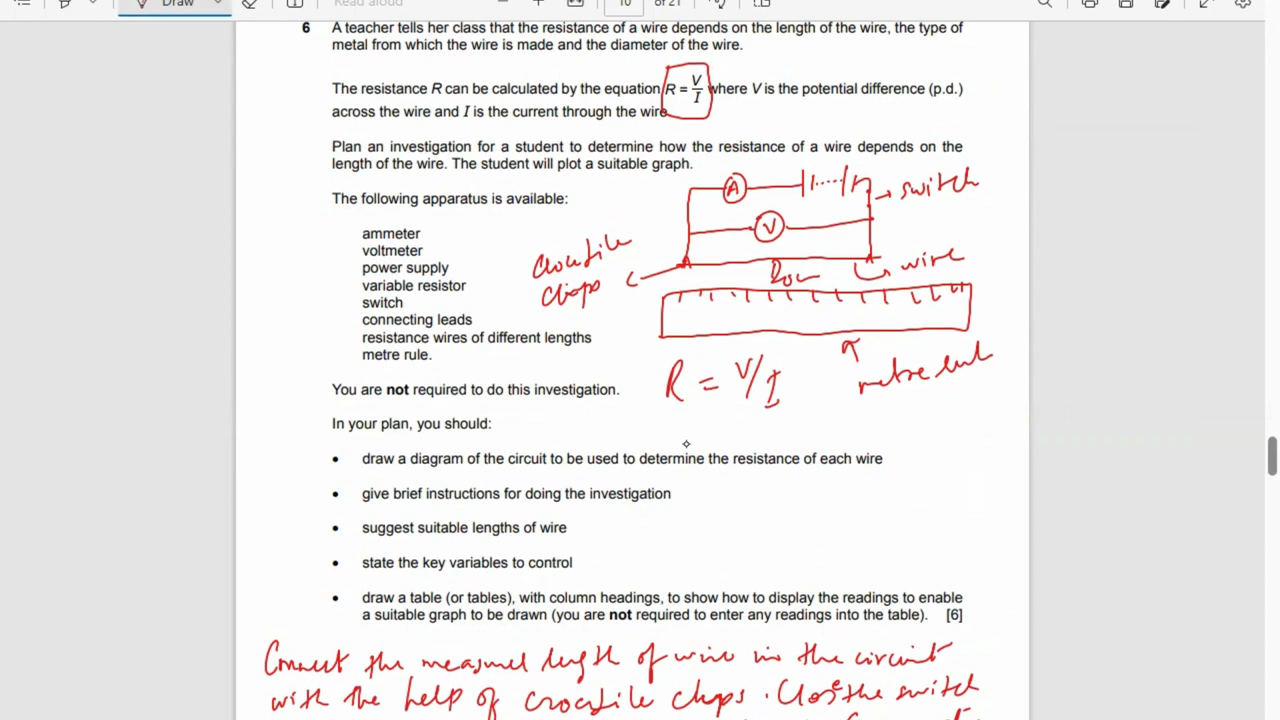 Draw
Read aloud
10 of 21
6 A teacher tells her class that the resistance of a wire depends on the length of the wire, the type of
metal from which the wire is made and the diameter of the wire.
The resistance R can be calculated by the equation R = V/I where V is the potential difference (p.d.)
across the wire and I is the current through the wire.
Plan an investigation for a student to determine how the resistance of a wire depends on the
length of the wire. The student will plot a suitable graph.
The following apparatus is available:
ammeter
voltmeter
power supply
variable resistor
switch
connecting leads
resistance wires of different lengths
metre rule.
A
→ switch
V
wire
clips
metre
R = V/I
You are not required to do this investigation.
In your plan, you should:
• draw a diagram of the circuit to be used to determine the resistance of each wire
• give brief instructions for doing the investigation
• suggest suitable lengths of wire
• state the key variables to control
• draw a table (or tables), with column headings, to show how to display the readings to enable
a suitable graph to be drawn (you are not required to enter any readings into the table). [6]
Connect the measured length of wire in the circuit
with the help of crocodile clips. Close the switch